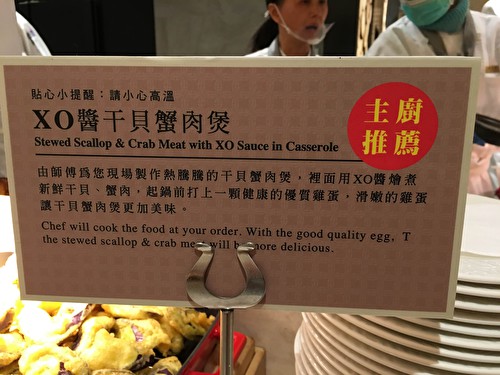 貼心小提醒：請小心高溫
XO醬干貝蟹肉煲
Stewed Scallop & Crab Meat with XO Sauce in Casserole
主廚
推薦
由師傅爲您現場製作熱騰騰的干貝蟹肉煲，裡面用XO醬燴煮
新鮮干貝、蟹肉，起鍋前打上一顆健康的優質雞蛋，滑嫩的雞蛋
讓干貝蟹肉煲更加美味。
Chef will cook the food at your order. With the good quality egg, T
the stewed scallop & crab meat will be more delicious.